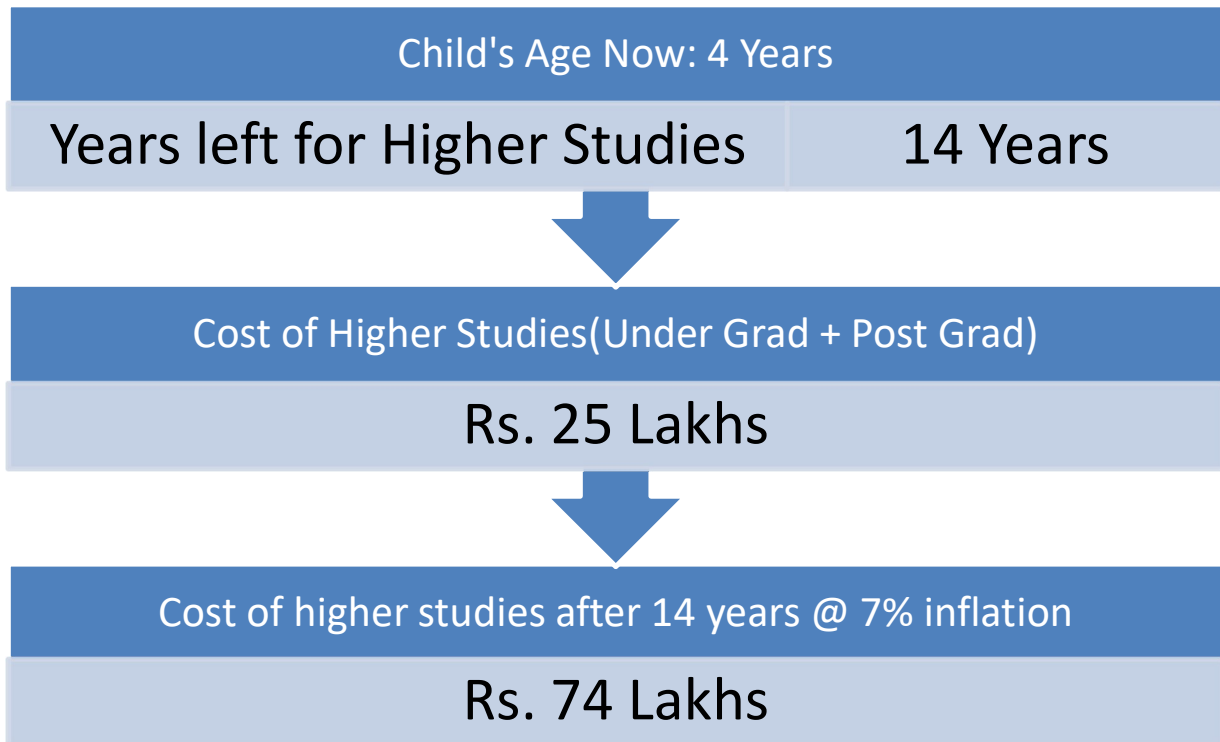 Child's Age Now: 4 Years
Years left for Higher Studies 14 Years
Cost of Higher Studies(Under Grad + Post Grad)
Rs. 25 Lakhs
Cost of higher studies after 14 years @ 7% inflation
Rs. 74 Lakhs